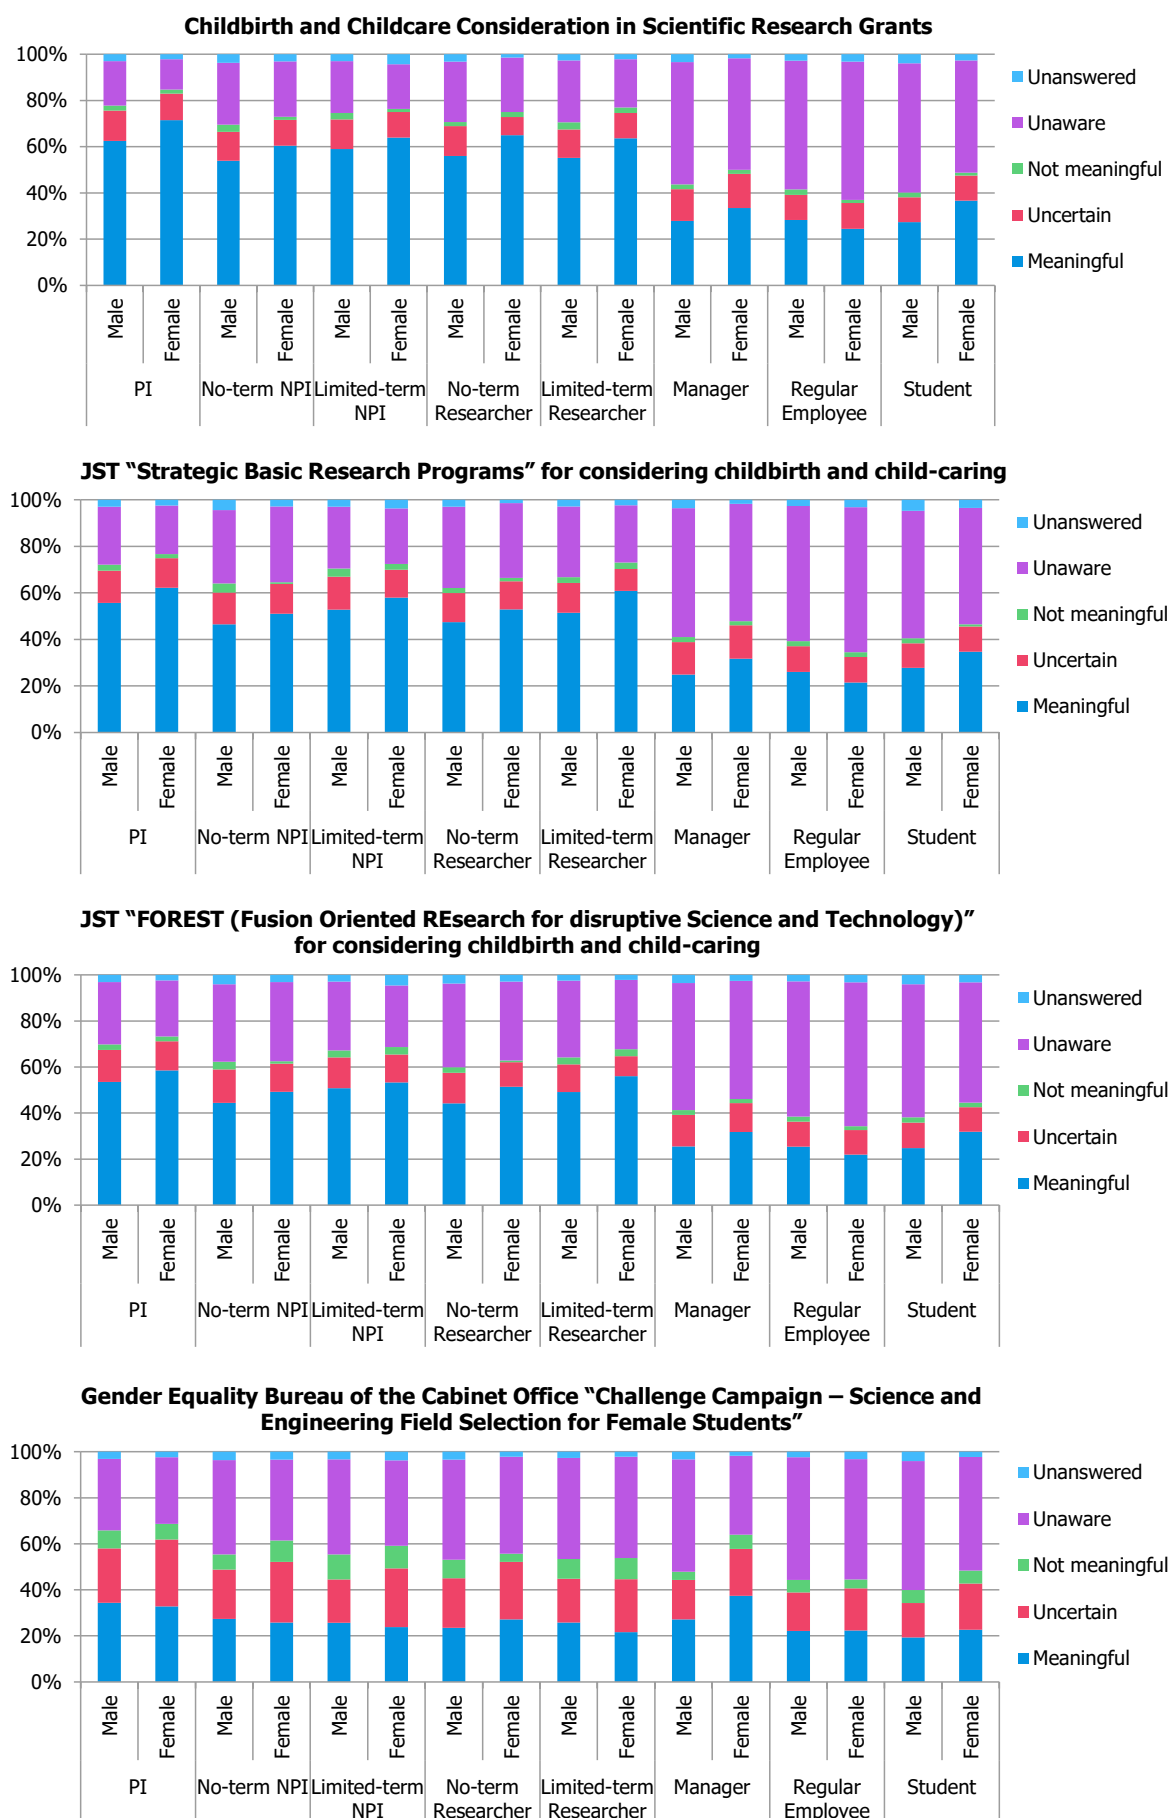 Childbirth and Childcare Consideration in Scientific Research Grants
100%
80%
60%
40%
20%
0%
Unanswered
Unaware
Not meaningful
Uncertain
Meaningful
Male Female Male Female Male Female Male Female Male Female Male Female Male Female Male Female
PI No-term NPI Limited-term NPI No-term Researcher Limited-term Researcher Manager Regular Employee Student
JST “Strategic Basic Research Programs” for considering childbirth and child-caring
100%
80%
60%
40%
20%
0%
Unanswered
Unaware
Not meaningful
Uncertain
Meaningful
Male Female Male Female Male Female Male Female Male Female Male Female Male Female Male Female
PI No-term NPI Limited-term NPI No-term Researcher Limited-term Researcher Manager Regular Employee Student
JST “FOREST (Fusion Oriented REsearch for disruptive Science and Technology)”
for considering childbirth and child-caring
100%
80%
60%
40%
20%
0%
Unanswered
Unaware
Not meaningful
Uncertain
Meaningful
Male Female Male Female Male Female Male Female Male Female Male Female Male Female Male Female
PI No-term NPI Limited-term NPI No-term Researcher Limited-term Researcher Manager Regular Employee Student
Gender Equality Bureau of the Cabinet Office “Challenge Campaign – Science and
Engineering Field Selection for Female Students”
100%
80%
60%
40%
20%
0%
Unanswered
Unaware
Not meaningful
Uncertain
Meaningful
Male Female Male Female Male Female Male Female Male Female Male Female Male Female Male Female
PI No-term NPI Limited-term NPI No-term Researcher Limited-term Researcher Manager Regular Employee Student